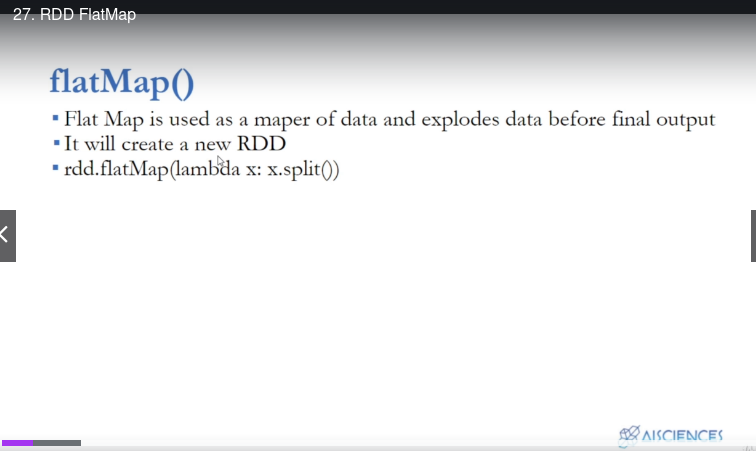 27. RDD FlatMap
flatMap()
▪ Flat Map is used as a maper of data and explodes data before final output
▪ It will create a new RDD
▪ rdd.flatMap(lambda x: x.split())
AISCIENCES